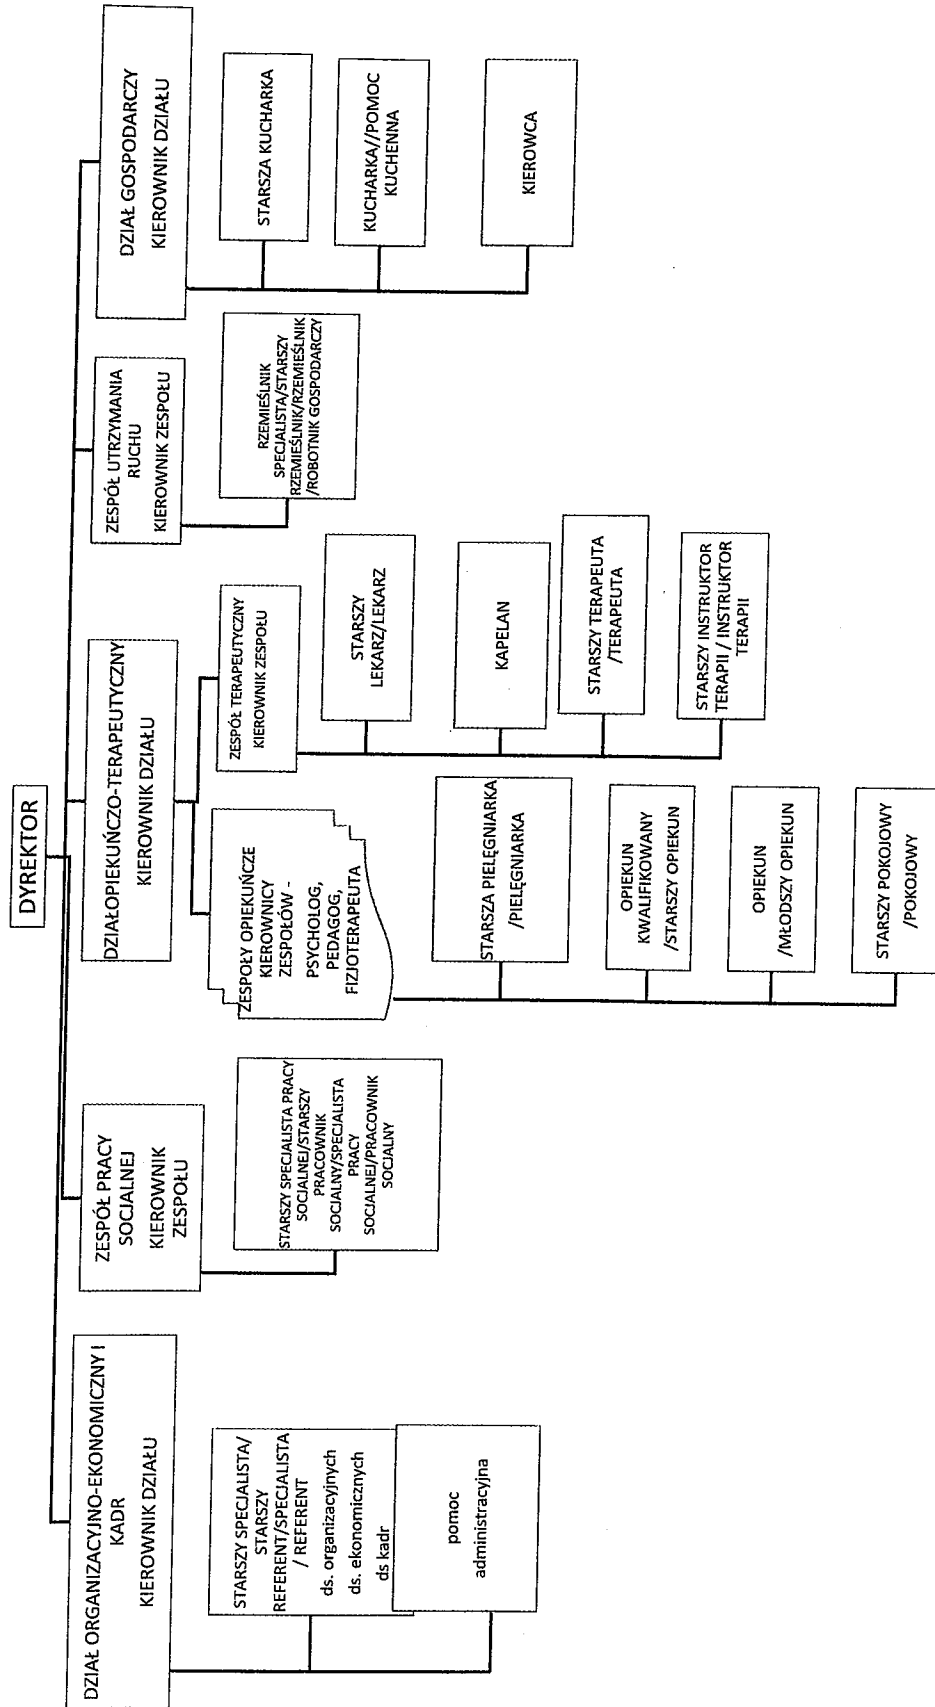 DYREKTOR
DZIAŁ ORGANIZACYJNO-EKONOMICZNY I
KADR
KIEROWNIK DZIAŁU
STARSZY SPECJALISTA/
STARSZY
REFERENT/SPECJALISTA
/ REFERENT
ds. organizacyjnych
ds. ekonomicznych
ds kadr
pomoc
administracyjna
ZESPÓŁ PRACY
SOCJALNEJ
KIEROWNIK
ZESPOŁU
STARSZY SPECJALISTA PRACY
SOCJALNEJ/STARSZY
PRACOWNIK
SOCJALNY/SPECJALISTA
PRACY
SOCJALNEJ/PRACOWNIK
SOCJALNY
DZIAŁOPIEKUŃCZO-TERAPEUTYCZNY
KIEROWNIK DZIAŁU
ZESPOŁY OPIEKUŃCZE
KIEROWNICY
ZESPOŁÓW -
PSYCHOLOG,
PEDAGOG,
FIZJOTERAPEUTA
STARSZA PIELĘGNIARKA
/PIELĘGNIARKA
OPIEKUN
KWALIFIKOWANY
/STARSZY OPIEKUN
OPIEKUN
/MŁODSZY OPIEKUN
STARSZY POKOJOWY
/POKOJOWY
ZESPÓŁ TERAPEUTYCZNY
KIEROWNIK ZESPOŁU
STARSZY
LEKARZ/LEKARZ
KAPELAN
STARSZY TERAPEUTA
/TERAPEUTA
STARSZY INSTRUKTOR
TERAPII / INSTRUKTOR
TERAPII
ZESPÓŁ UTRZYMANIA
RUCHU
KIEROWNIK ZESPOŁU
RZEMIEŚLNIK
SPECJALISTA/STARSZY
RZEMIEŚLNIK/RZEMIEŚLNIK
/ROBOTNIK GOSPODARCZY
DZIAŁ GOSPODARCZY
KIEROWNIK DZIAŁU
STARSZA KUCHARKA
KUCHARKA//POMOC
KUCHENNA
KIEROWCA